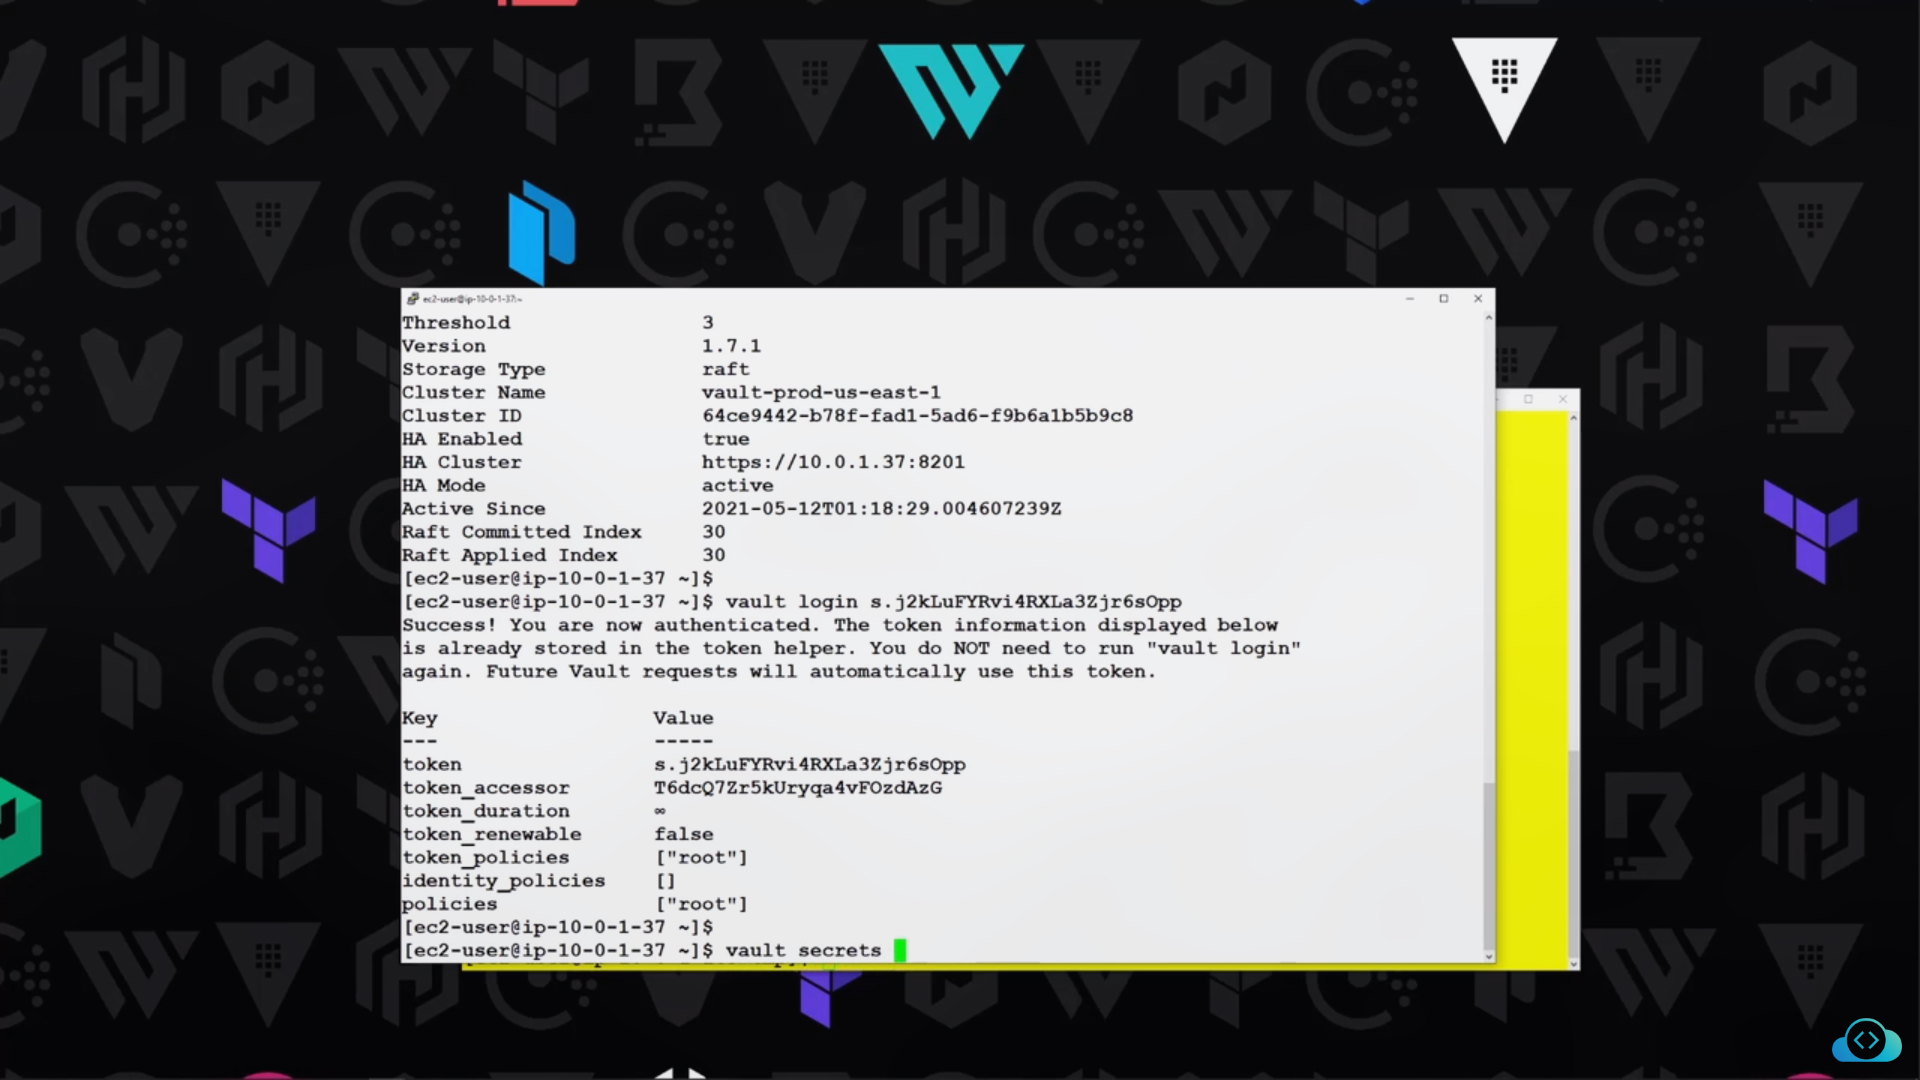 ec2-user@ip-10-0-1-37:~
Threshold 3
Version 1.7.1
Storage Type raft
Cluster Name vault-prod-us-east-1
Cluster ID 64ce9442-b78f-fad1-5ad6-f9b6a1b5b9c8
HA Enabled true
HA Cluster https://10.0.1.37:8201
HA Mode active
Active Since 2021-05-12T01:18:29.004607239Z
Raft Committed Index 30
Raft Applied Index 30
[ec2-user@ip-10-0-1-37 ~]$
[ec2-user@ip-10-0-1-37 ~]$ vault login s.j2kLuFYRvi4RXLa3Zjr6sOpp
Success! You are now authenticated. The token information displayed below
is already stored in the token helper. You do NOT need to run "vault login"
again. Future Vault requests will automatically use this token.
Key Value
--- -----
token s.j2kLuFYRvi4RXLa3Zjr6sOpp
token_accessor T6dcQ7Zr5kUryqa4vFOzdAzG
token_duration ∞
token_renewable false
token_policies ["root"]
identity_policies []
policies ["root"]
[ec2-user@ip-10-0-1-37 ~]$
[ec2-user@ip-10-0-1-37 ~]$ vault secrets